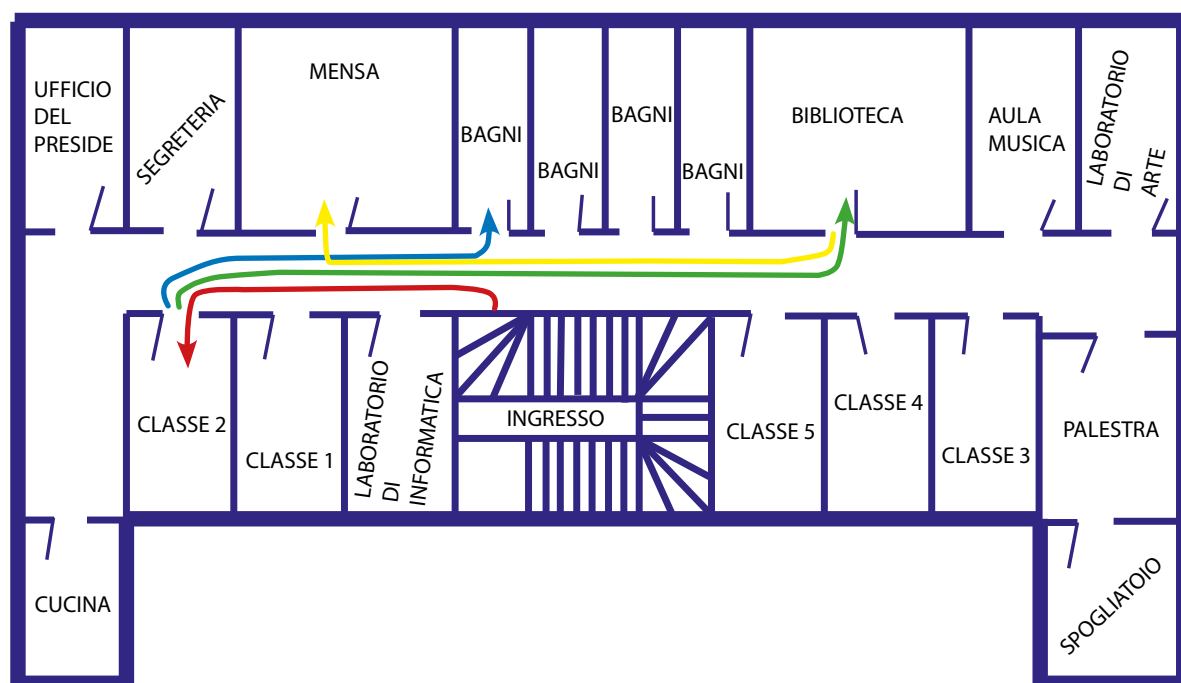 UFFICIO
DEL
PRESIDE
SEGRETERIA
MENSA
BAGNI
BAGNI
BAGNI
BAGNI
BIBLIOTECA
AULA
MUSICA
LABORATORIO
DI
ARTE
CLASSE 2
CLASSE 1
LABORATORIO
DI
INFORMATICA
INGRESSO
CLASSE 5
CLASSE 4
CLASSE 3
PALESTRA
CUCINA
SPOGLIATOIO